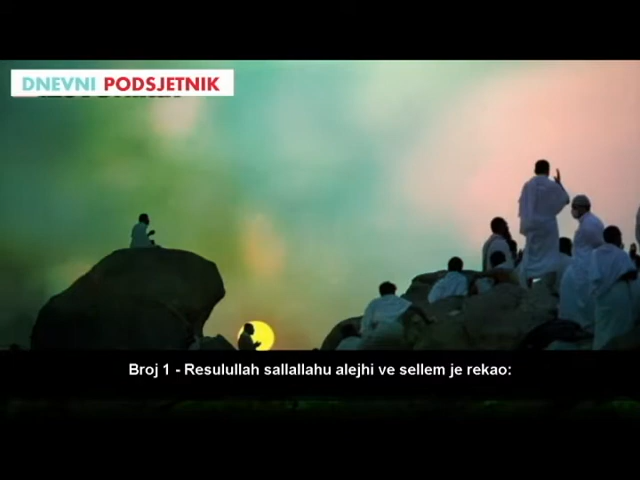 DNEVNI PODSJETNIK
Broj 1 - Resulullah sallallahu alejhi ve sellem je rekao: